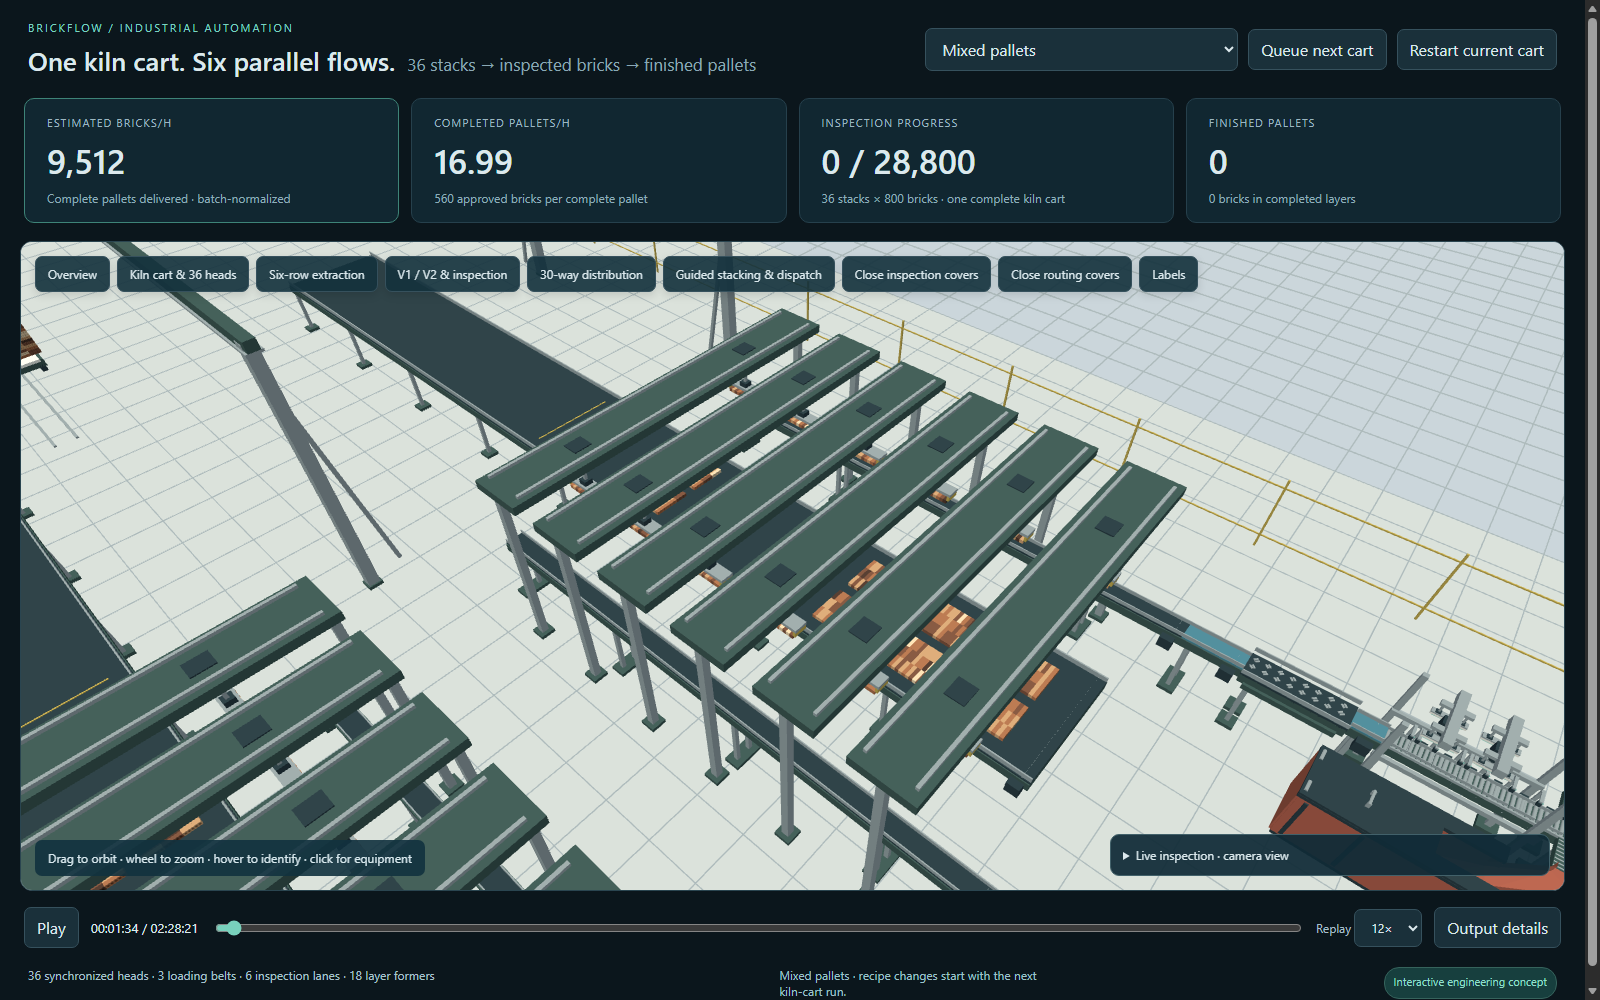 BRICKFLOW / INDUSTRIAL AUTOMATION
One kiln cart. Six parallel flows. 36 stacks → inspected bricks → finished pallets
Mixed pallets
Queue next cart
Restart current cart
ESTIMATED BRICKS/H
9,512
Complete pallets delivered · batch-normalized
COMPLETED PALLETS/H
16.99
560 approved bricks per complete pallet
INSPECTION PROGRESS
0 / 28,800
36 stacks × 800 bricks · one complete kiln cart
FINISHED PALLETS
0
0 bricks in completed layers
Overview
Kiln cart & 36 heads
Six-row extraction
V1 / V2 & inspection
30-way distribution
Guided stacking & dispatch
Close inspection covers
Close routing covers
Labels
Drag to orbit · wheel to zoom · hover to identify · click for equipment
Live inspection · camera view
Play
00:01:34 / 02:28:21
Replay
12×
Output details
36 synchronized heads · 3 loading belts · 6 inspection lanes · 18 layer formers
Mixed pallets · recipe changes start with the next
kiln-cart run.
Interactive engineering concept